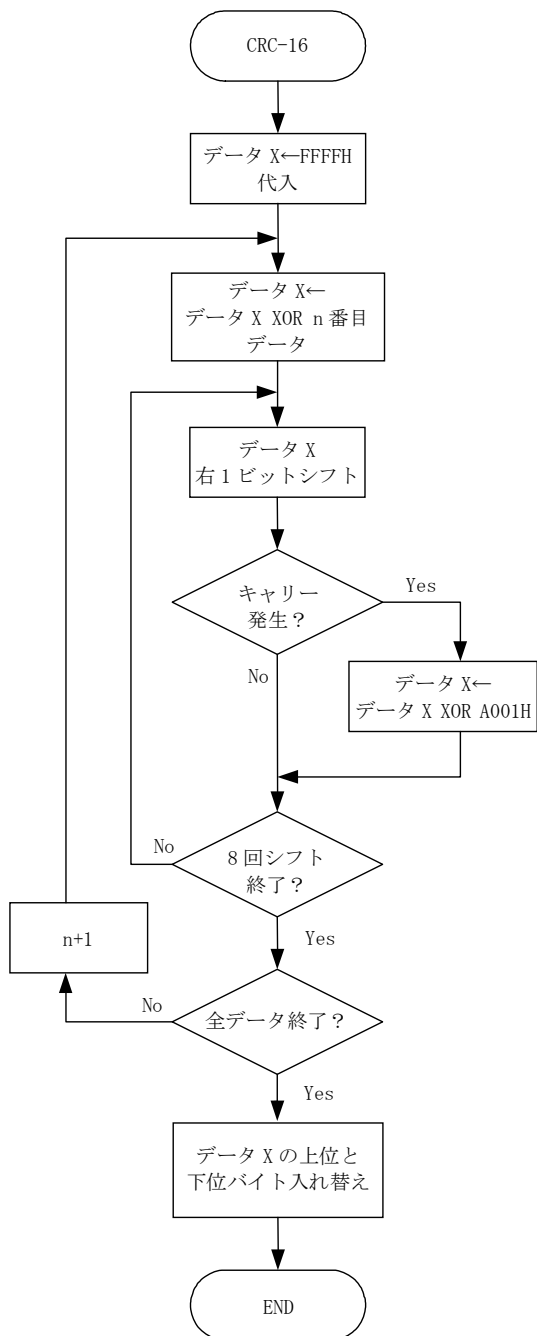 CRC-16
データ X←FFFFH
代入
データ X←
データ X XOR n 番目
データ
データ X
右 1 ビットシフト
キャリー
発生？
Yes
No
データ X←
データ X XOR A001H
No
8 回シフト
終了？
n+1
Yes
No
全データ終了？
Yes
データ X の上位と
下位バイト入れ替え
END